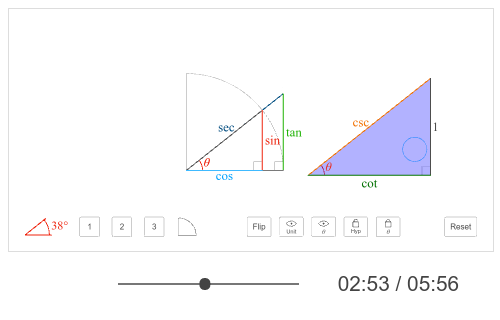 csc
sec
1
tan
sin
θ
θ
cos
cot
38°
1
2
3
Flip
Unit
θ
Hyp
θ
Reset
02:53 / 05:56